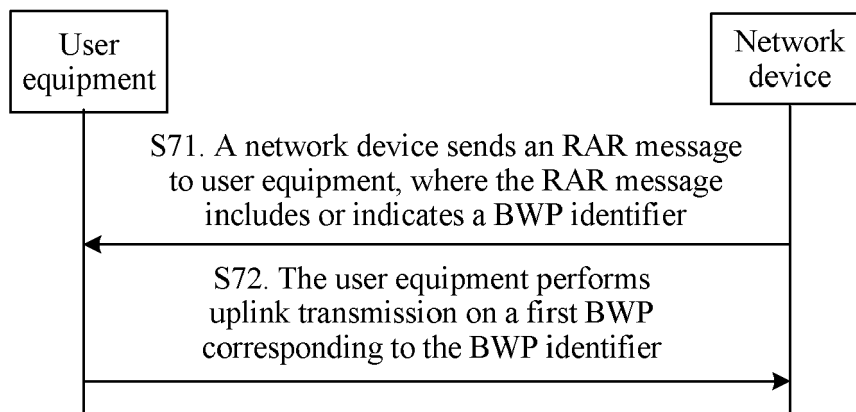 User
equipment
Network
device
S71. A network device sends an RAR message
to user equipment, where the RAR message
includes or indicates a BWP identifier
S72. The user equipment performs
uplink transmission on a first BWP
corresponding to the BWP identifier